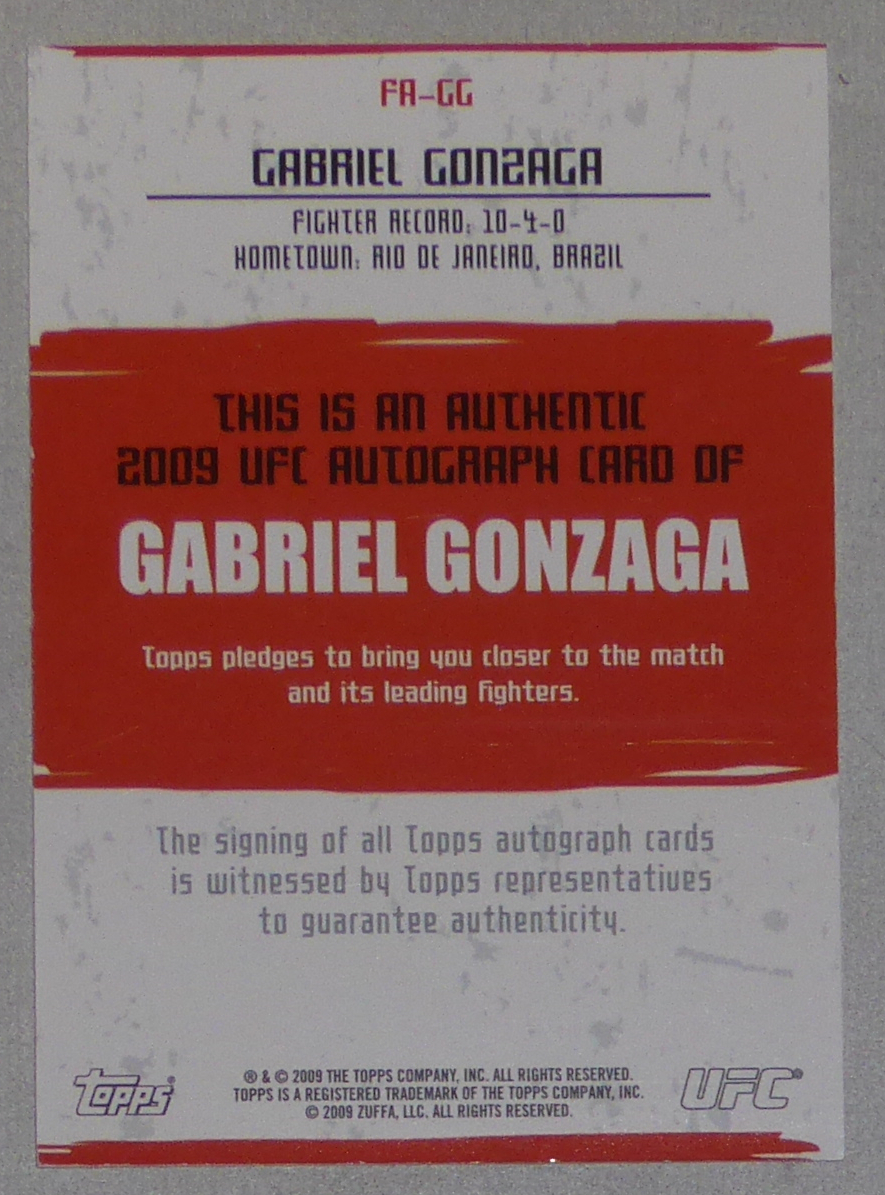 FA-GG
GABRIEL GONZAGA
FIGHTER RECORD: 10-4-0
HOMETOWN: RIO DE JANEIRO, BRAZIL
THIS IS AN AUTHENTIC
2009 UFC AUTOGRAPH CARD OF
GABRIEL GONZAGA
Topps pledges to bring you closer to the match
and its leading fighters.
The signing of all Topps autograph cards
is witnessed by Topps representatives
to guarantee authenticity.
Topps®
® & © 2009 THE TOPPS COMPANY, INC. ALL RIGHTS RESERVED.
TOPPS IS A REGISTERED TRADEMARK OF THE TOPPS COMPANY, INC.
© 2009 ZUFFA, LLC. ALL RIGHTS RESERVED.
UFC®